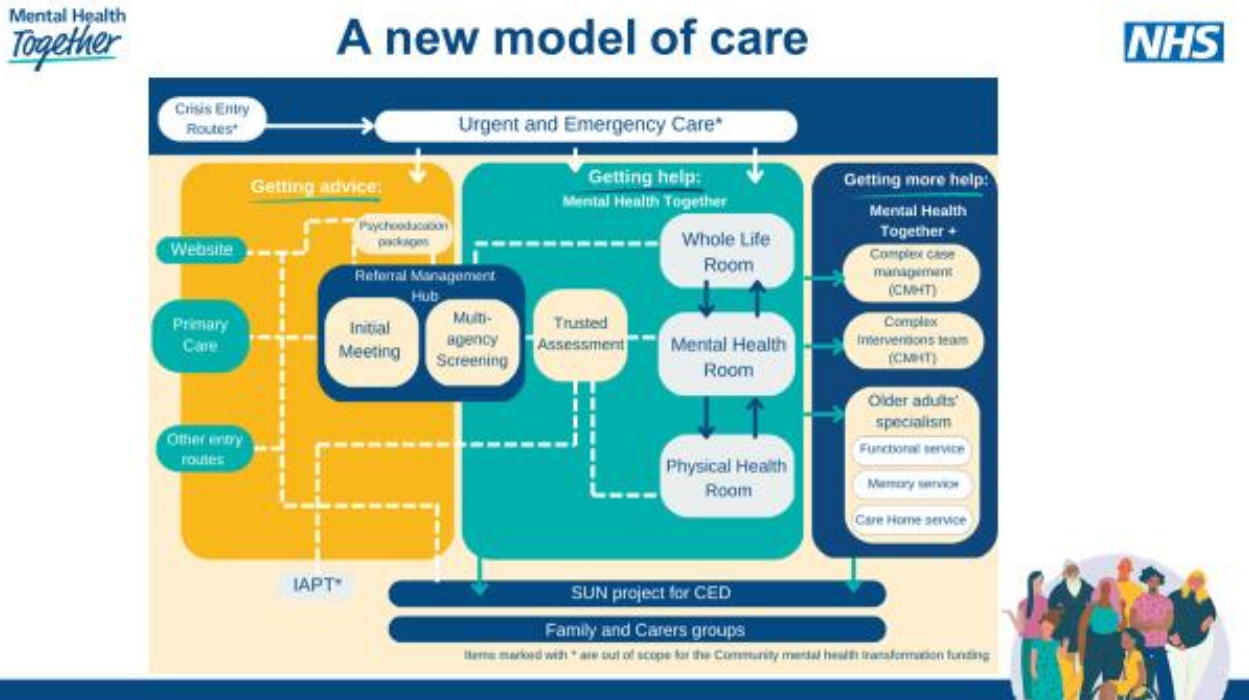 Mental Health
Together
A new model of care
NHS
Crisis Entry
Routes*
Urgent and Emergency Care*
Getting advice:
Website
Primary
Care
Other entry
routes
Psychoeducation
packages
Referral Management
Hub
Initial
Meeting
Multi-
agency
Screening
Trusted
Assessment
IAPT*
Getting help:
Mental Health Together
Whole Life
Room
Mental Health
Room
Physical Health
Room
Getting more help:
Mental Health
Together +
Complex case
management
(CMHT)
Complex
Interventions team
(CMHT)
Older adults'
specialism
Functional service
Memory service
Care Home service
SUN project for CED
Family and Carers groups
Items marked with * are out of scope for the Community mental health transformation funding